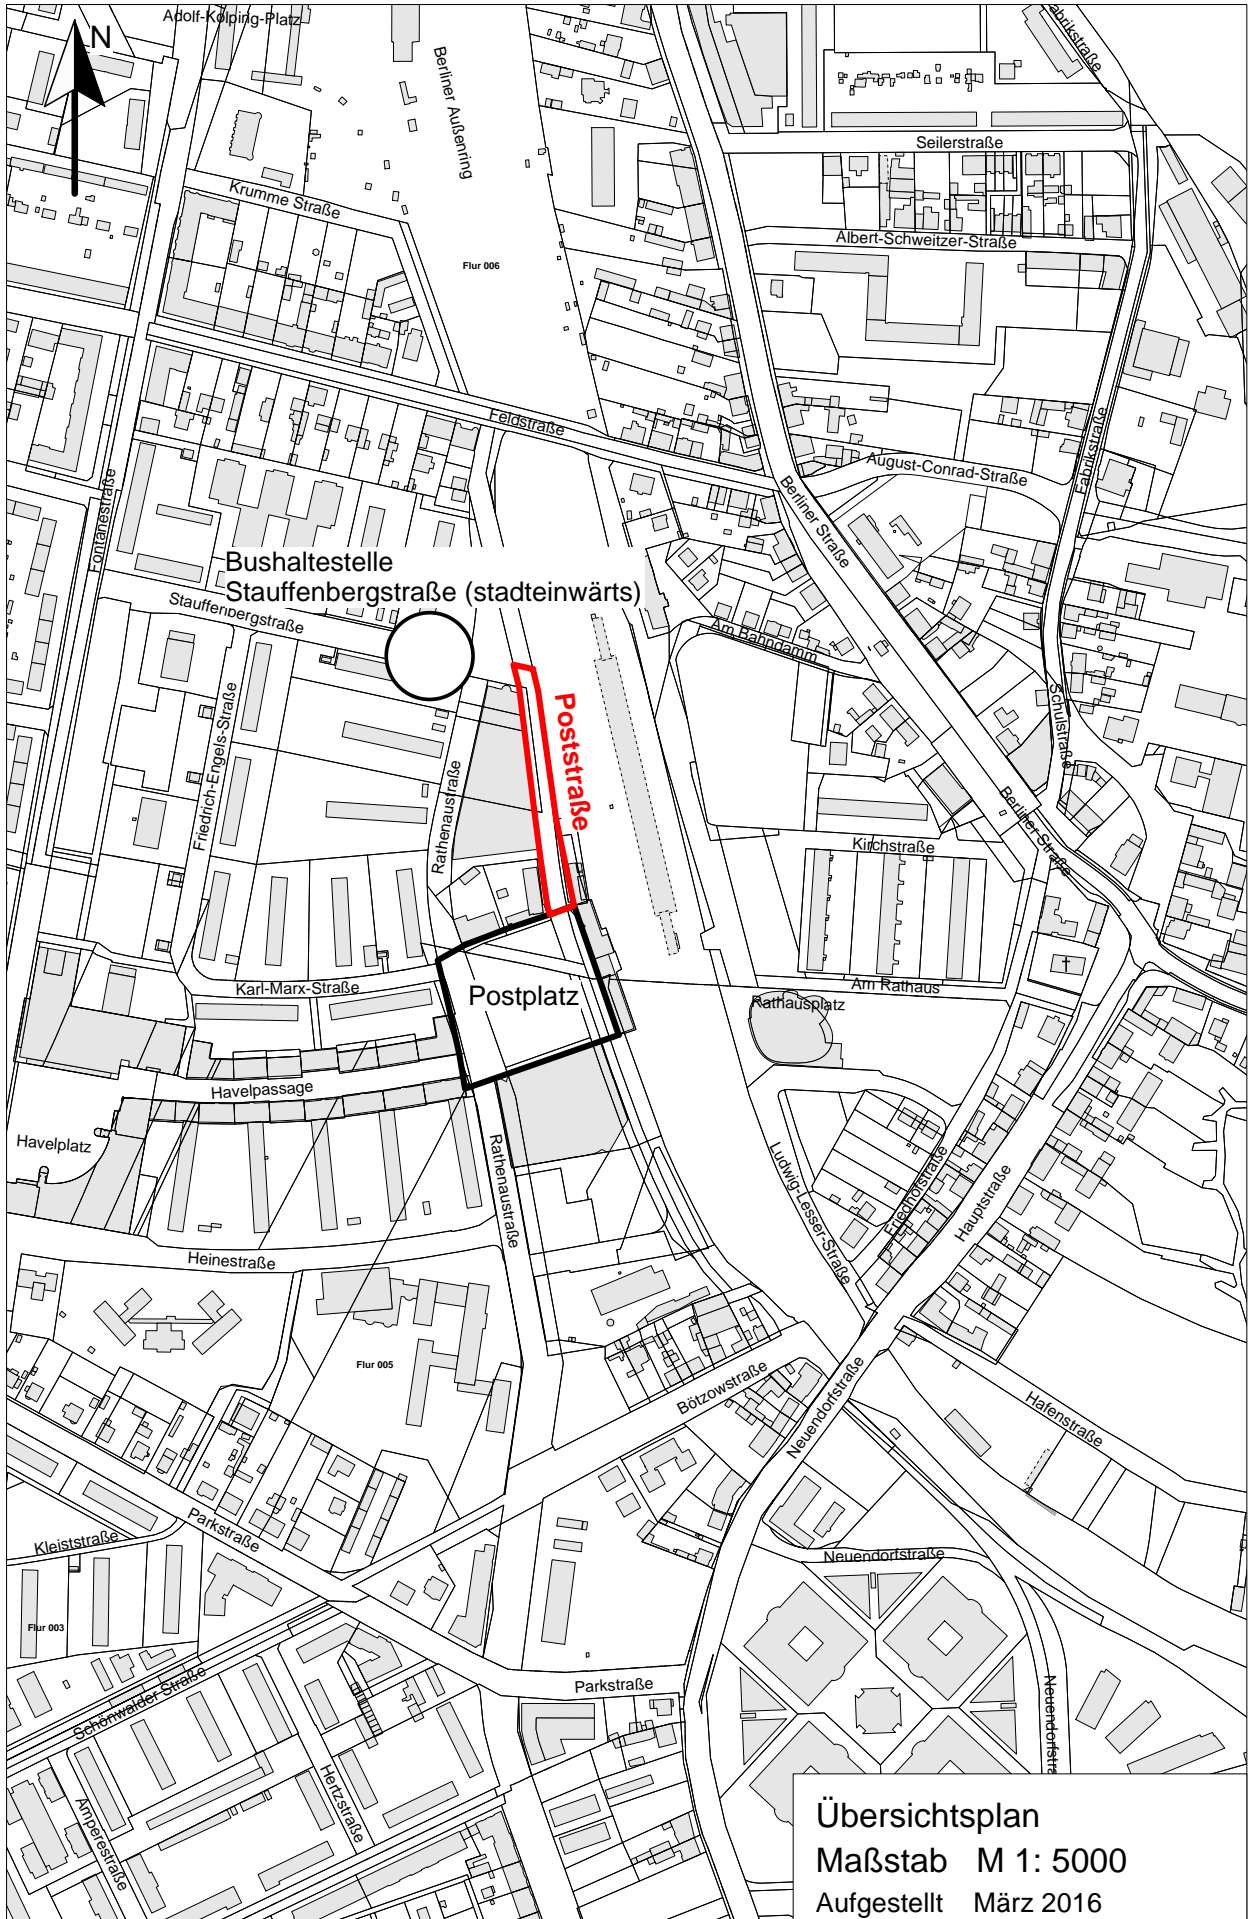 Adolf-Kolping-Platz
N
Berliner Außenring
Fabrikstraße
Seilerstraße
Krumme Straße
Albert-Schweitzer-Straße
Flur 006
Feldstraße
August-Conrad-Straße
Fabrikstraße
Fontanestraße
Berliner Straße
Bushaltestelle
Stauffenbergstraße (stadteinwärts)
Stauffenbergstraße
Am Bahndamm
Friedrich-Engels-Straße
Schulstraße
Poststraße
Rathenaustraße
Berliner Straße
Kirchstraße
Karl-Marx-Straße
Postplatz
Am Rathaus
Rathausplatz
Havelpassage
Havelplatz
Rathenaustraße
Ludwig-Lesser-Straße
Friedhofstraße
Hauptstraße
Heinestraße
Flur 005
Bötzowstraße
Neuendorfstraße
Hafenstraße
Parkstraße
Kleiststraße
Neuendorfstraße
Flur 003
Schönwalder Straße
Parkstraße
Neuendorfstra
Hertzstraße
Amperestraße
Übersichtsplan
Maßstab M 1: 5000
Aufgestellt März 2016